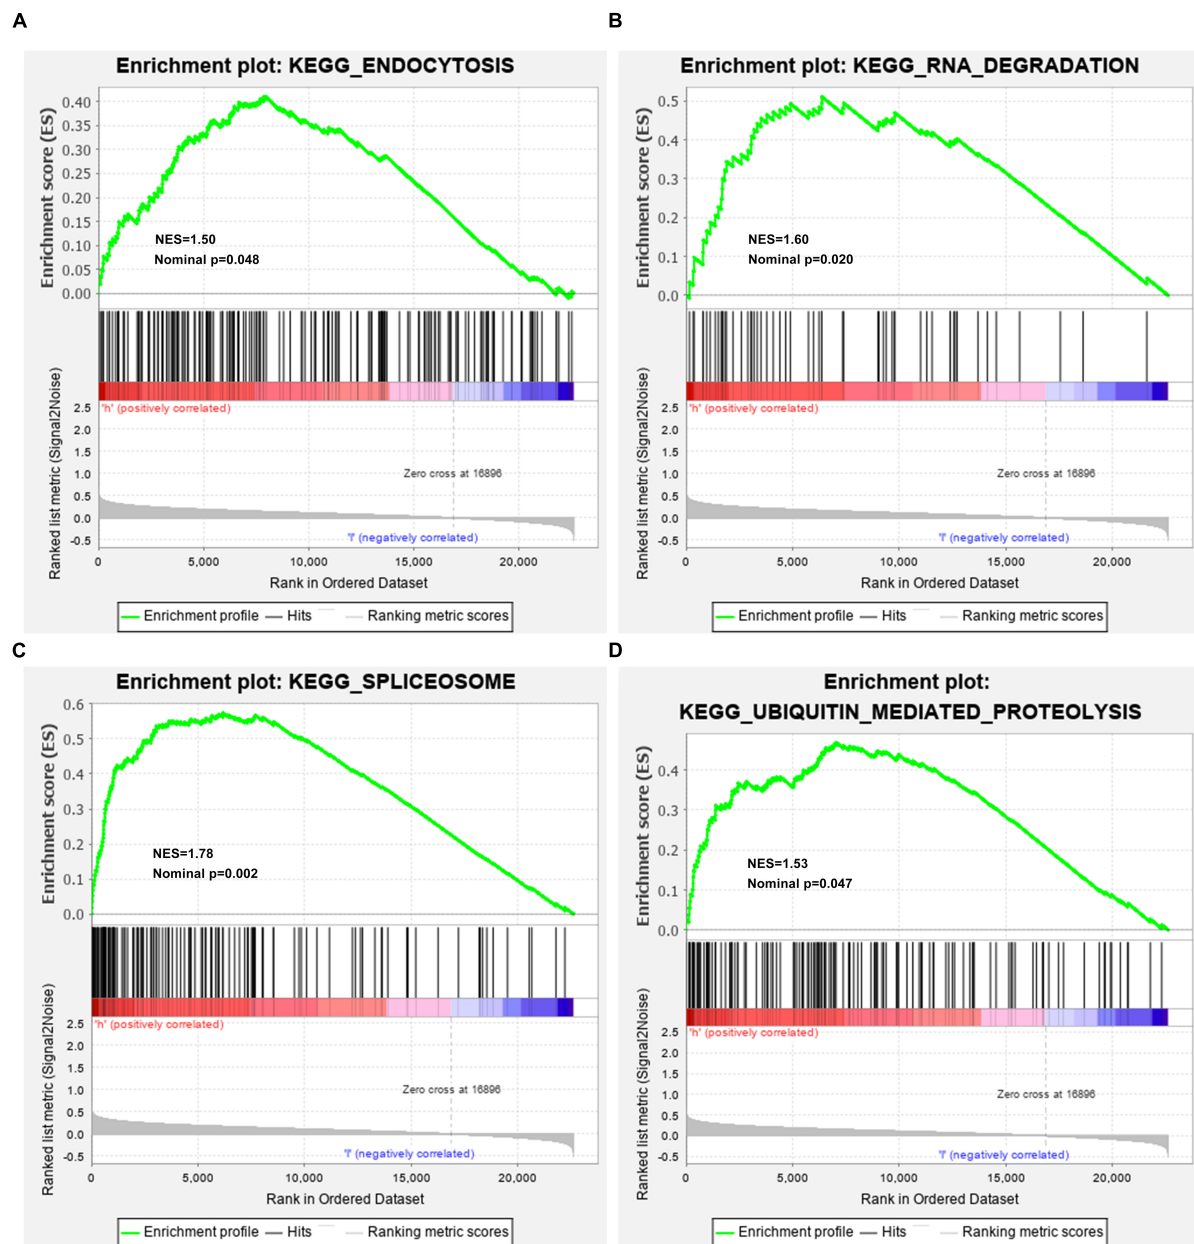 A
Enrichment plot: KEGG_ENDOCYTOSIS
Enrichment score (ES)
0.40
0.35
0.30
0.25
0.20
0.15
0.10
0.05
0.00
NES=1.50
Nominal p=0.048
Ranked list metric (Signal2Noise)
'h' (positively correlated)
2.5
2.0
1.5
1.0
0.5
0.0
-0.5
Zero cross at 16896
'l' (negatively correlated)
0 5,000 10,000 15,000 20,000
Rank in Ordered Dataset
Enrichment profile Hits Ranking metric scores
B
Enrichment plot: KEGG_RNA_DEGRADATION
Enrichment score (ES)
0.5
0.4
0.3
0.2
0.1
0.0
NES=1.60
Nominal p=0.020
Ranked list metric (Signal2Noise)
'h' (positively correlated)
2.5
2.0
1.5
1.0
0.5
0.0
-0.5
Zero cross at 16896
'l' (negatively correlated)
0 5,000 10,000 15,000 20,000
Rank in Ordered Dataset
Enrichment profile Hits Ranking metric scores
C
Enrichment plot: KEGG_SPLICEOSOME
Enrichment score (ES)
0.6
0.5
0.4
0.3
0.2
0.1
0.0
NES=1.78
Nominal p=0.002
Ranked list metric (Signal2Noise)
'h' (positively correlated)
2.5
2.0
1.5
1.0
0.5
0.0
-0.5
Zero cross at 16896
'l' (negatively correlated)
0 5,000 10,000 15,000 20,000
Rank in Ordered Dataset
Enrichment profile Hits Ranking metric scores
D
Enrichment plot:
KEGG_UBIQUITIN_MEDIATED_PROTEOLYSIS
Enrichment score (ES)
0.4
0.3
0.2
0.1
0.0
NES=1.53
Nominal p=0.047
Ranked list metric (Signal2Noise)
'h' (positively correlated)
2.5
2.0
1.5
1.0
0.5
0.0
-0.5
Zero cross at 16896
'l' (negatively correlated)
0 5,000 10,000 15,000 20,000
Rank in Ordered Dataset
Enrichment profile Hits Ranking metric scores